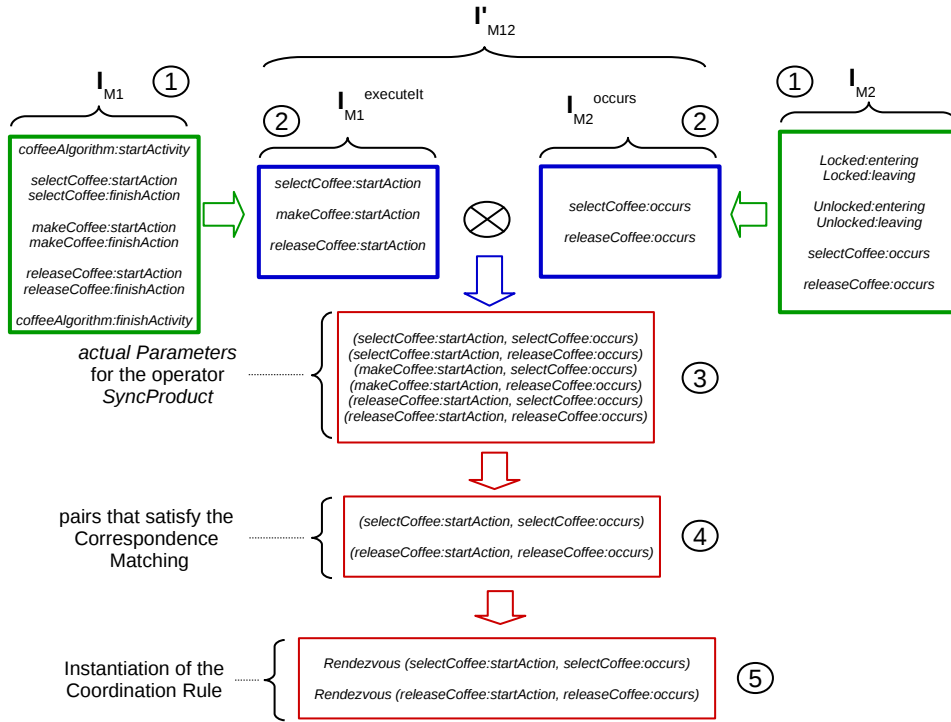 I'M12
IM1
1
IM1executeIt
2
IM2occurs
2
1
IM2
coffeeAlgorithm:startActivity
selectCoffee:startAction
selectCoffee:finishAction
makeCoffee:startAction
makeCoffee:finishAction
releaseCoffee:startAction
releaseCoffee:finishAction
coffeeAlgorithm:finishActivity
selectCoffee:startAction
makeCoffee:startAction
releaseCoffee:startAction
selectCoffee:occurs
releaseCoffee:occurs
Locked:entering
Locked:leaving
Unlocked:entering
Unlocked:leaving
selectCoffee:occurs
releaseCoffee:occurs
actual Parameters
for the operator
SyncProduct
(selectCoffee:startAction, selectCoffee:occurs)
(selectCoffee:startAction, releaseCoffee:occurs)
(makeCoffee:startAction, selectCoffee:occurs)
(makeCoffee:startAction, releaseCoffee:occurs)
(releaseCoffee:startAction, selectCoffee:occurs)
(releaseCoffee:startAction, releaseCoffee:occurs)
3
pairs that satisfy the
Correspondence
Matching
(selectCoffee:startAction, selectCoffee:occurs)
(releaseCoffee:startAction, releaseCoffee:occurs)
4
Instantiation of the
Coordination Rule
Rendezvous (selectCoffee:startAction, selectCoffee:occurs)
Rendezvous (releaseCoffee:startAction, releaseCoffee:occurs)
5